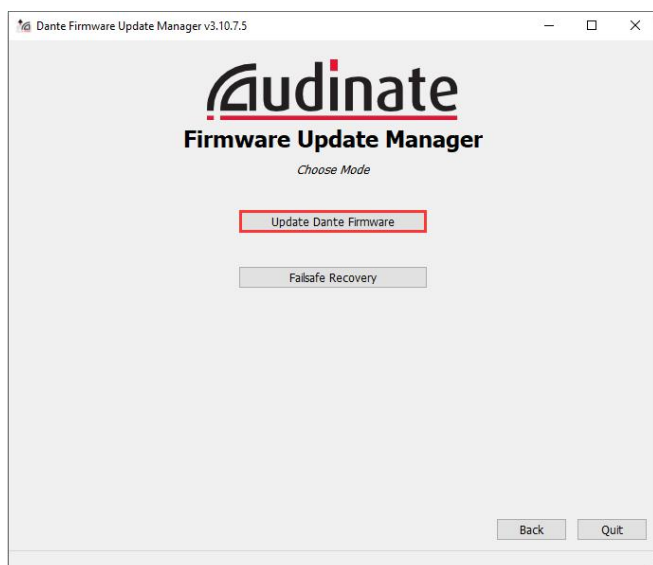 Dante Firmware Update Manager v3.10.7.5
Audinate
Firmware Update Manager
Choose Mode
Update Dante Firmware
Failsafe Recovery
Back Quit